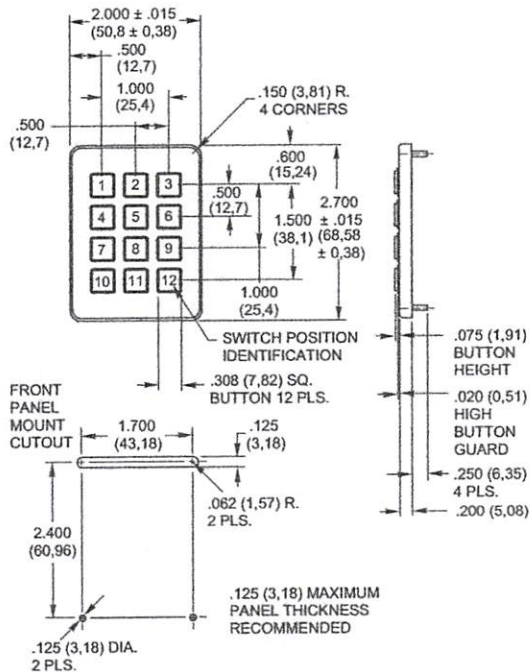 2.000 ± .015
(50,8 ± 0,38)
.500
(12,7)
1.000
(25,4)
.150 (3,81) R.
4 CORNERS
.500
(12,7)
.600
(15,24)
1 2 3
4 5 6
7 8 9
10 11 12
.500
(12,7)
1.500
(38,1)
2.700
± .015
(68,58
± 0,38)
1.000
(25,4)
SWITCH POSITION
IDENTIFICATION
.308 (7,82) SQ.
BUTTON 12 PLS.
.075 (1,91)
BUTTON
HEIGHT
.020 (0,51)
HIGH
BUTTON
GUARD
.250 (6,35)
4 PLS.
.200 (5,08)
FRONT
PANEL
MOUNT
CUTOUT
1.700
(43,18)
.125
(3,18)
.062 (1,57) R.
2 PLS.
2.400
(60,96)
.125 (3,18) MAXIMUM
PANEL THICKNESS
RECOMMENDED
.125 (3,18) DIA.
2 PLS.